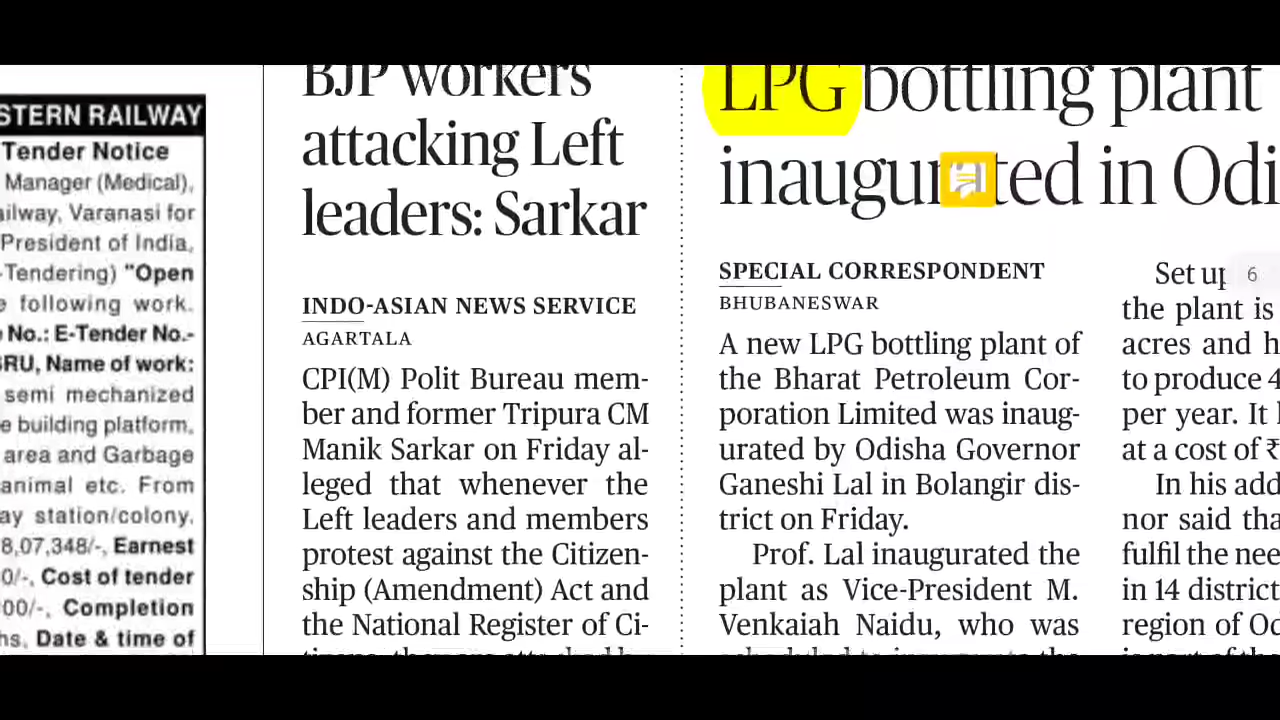 STERN RAILWAY
Tender Notice
Manager (Medical),
ailway, Varanasi for
President of India,
-Tendering) "Open
e following work.
No.: E-Tender No.-
SRU, Name of work:
semi mechanized
e building platform,
area and Garbage
animal etc. From
ay station/colony.
8,07,348/-, Earnest
0/-, Cost of tender
00/-, Completion
hs, Date & time of
BJP workers
attacking Left
leaders: Sarkar
INDO-ASIAN NEWS SERVICE
AGARTALA
CPI(M) Polit Bureau mem-
ber and former Tripura CM
Manik Sarkar on Friday al-
leged that whenever the
Left leaders and members
protest against the Citizen-
ship (Amendment) Act and
the National Register of Ci-
LPG bottling plant
inaugurated in Odi
SPECIAL CORRESPONDENT
BHUBANESWAR
A new LPG bottling plant of
the Bharat Petroleum Cor-
poration Limited was inaug-
urated by Odisha Governor
Ganeshi Lal in Bolangir dis-
trict on Friday.
Prof. Lal inaugurated the
plant as Vice-President M.
Venkaiah Naidu, who was
Set up
6
the plant is
acres and h
to produce 4
per year. It
at a cost of ₹
In his add
nor said tha
fulfil the nee
in 14 district
region of Od